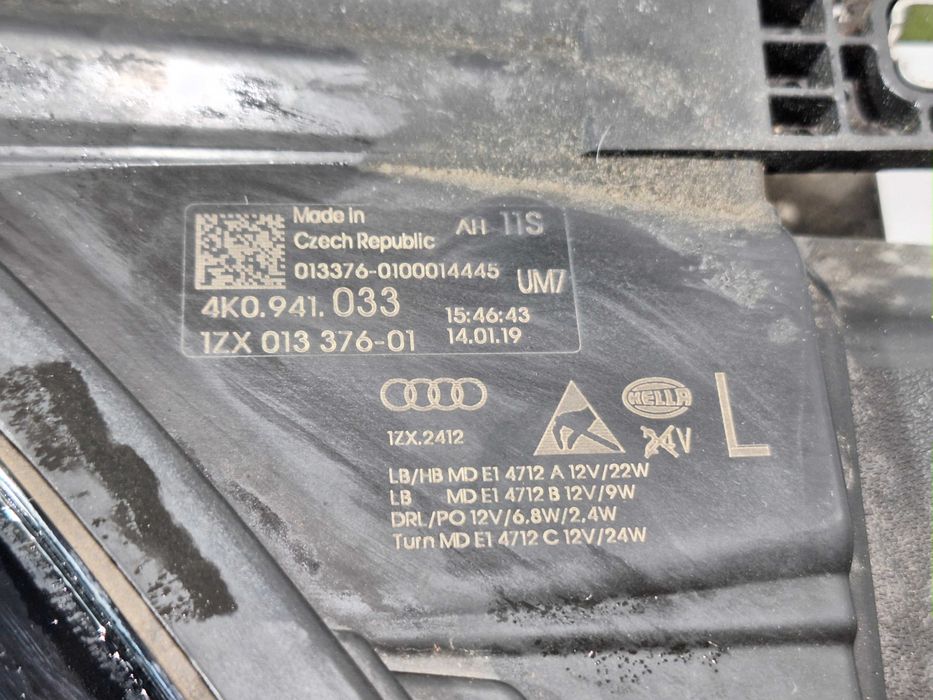 Made in
Czech Republic AH 11S
013376-0100014445 UM7
4K0.941. 033 15:46:43
1ZX 013 376-01 14.01.19
HELLA
24V L
1ZX.2412
LB/HB MD E1 4712 A 12V/22W
LB MD E1 4712 B 12V/9W
DRL/PO 12V/6.8W/2.4W
Turn MD E1 4712 C 12V/24W